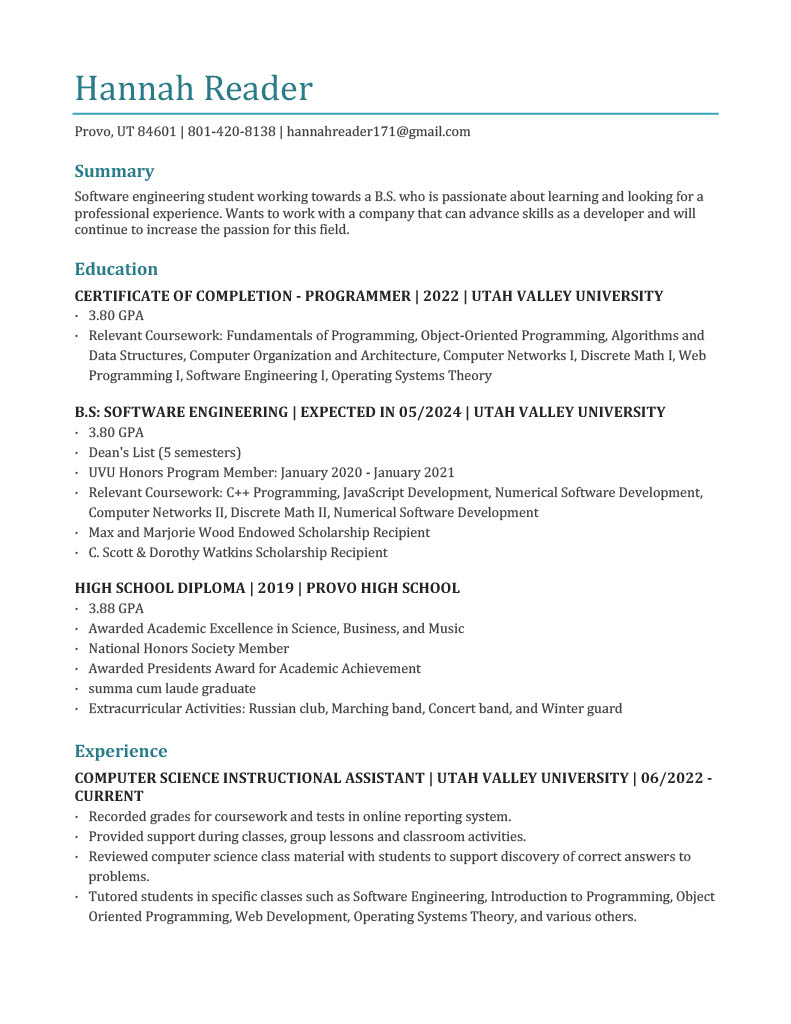 Hannah Reader
Provo, UT 84601 | 801-420-8138 | hannahreader171@gmail.com
Summary
Software engineering student working towards a B.S. who is passionate about learning and looking for a
professional experience. Wants to work with a company that can advance skills as a developer and will
continue to increase the passion for this field.
Education
CERTIFICATE OF COMPLETION - PROGRAMMER | 2022 | UTAH VALLEY UNIVERSITY
· 3.80 GPA
· Relevant Coursework: Fundamentals of Programming, Object-Oriented Programming, Algorithms and
Data Structures, Computer Organization and Architecture, Computer Networks I, Discrete Math I, Web
Programming I, Software Engineering I, Operating Systems Theory
B.S: SOFTWARE ENGINEERING | EXPECTED IN 05/2024 | UTAH VALLEY UNIVERSITY
· 3.80 GPA
· Dean's List (5 semesters)
· UVU Honors Program Member: January 2020 - January 2021
· Relevant Coursework: C++ Programming, JavaScript Development, Numerical Software Development,
Computer Networks II, Discrete Math II, Numerical Software Development
· Max and Marjorie Wood Endowed Scholarship Recipient
· C. Scott & Dorothy Watkins Scholarship Recipient
HIGH SCHOOL DIPLOMA | 2019 | PROVO HIGH SCHOOL
· 3.88 GPA
· Awarded Academic Excellence in Science, Business, and Music
· National Honors Society Member
· Awarded Presidents Award for Academic Achievement
· summa cum laude graduate
· Extracurricular Activities: Russian club, Marching band, Concert band, and Winter guard
Experience
COMPUTER SCIENCE INSTRUCTIONAL ASSISTANT | UTAH VALLEY UNIVERSITY | 06/2022 -
CURRENT
· Recorded grades for coursework and tests in online reporting system.
· Provided support during classes, group lessons and classroom activities.
· Reviewed computer science class material with students to support discovery of correct answers to
problems.
· Tutored students in specific classes such as Software Engineering, Introduction to Programming, Object
Oriented Programming, Web Development, Operating Systems Theory, and various others.